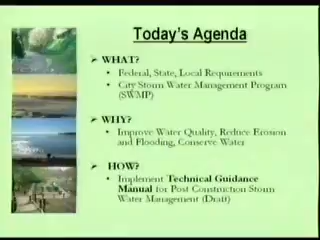 Today's Agenda
➢ WHAT?
• Federal, State, Local Requirements
• City Storm Water Management Program
(SWMP)
➢ WHY?
• Improve Water Quality, Reduce Erosion
and Flooding, Conserve Water
➢ HOW?
• Implement Technical Guidance
Manual for Post Construction Storm
Water Management (Draft)